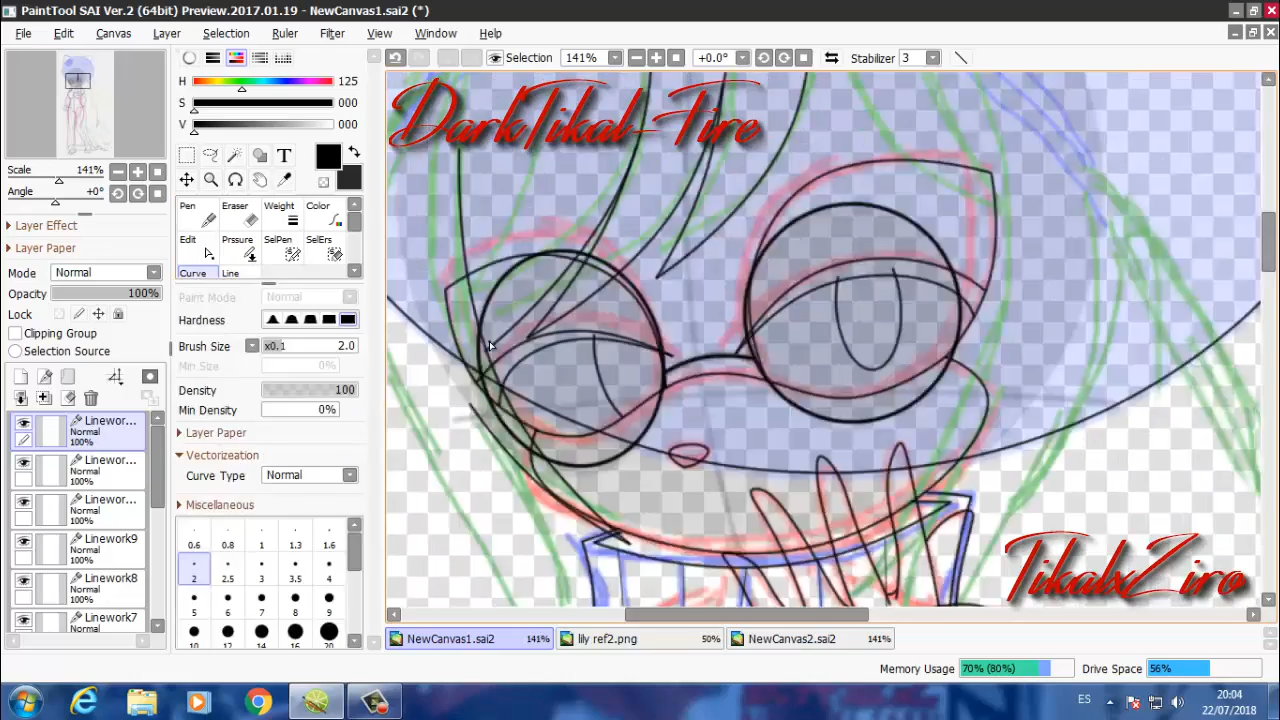 PaintTool SAI Ver.2 (64bit) Preview.2017.01.19 - NewCanvas1.sai2 (*)
File Edit Canvas Layer Selection Ruler Filter View Window Help
Selection 141% +0.0° Stabilizer 3
H 125
S 000
V 000
DarkTikal-Fire
Scale 141%
Angle +0°
Layer Effect
Layer Paper
Mode Normal
Opacity 100%
Lock
Clipping Group
Selection Source
T
Pen Eraser Weight Color
Edit Prssure SelPen SelErs
Curve Line
Paint Mode Normal
Hardness
Brush Size x0.1 2.0
Min Size 0%
Density 100
Min Density 0%
Layer Paper
Vectorization
Curve Type Normal
Miscellaneous
0.6 0.8 1 1.3 1.6
2 2.5 3 3.5 4
5 6 7 8 9
10 12 14 16 20
Linewor...
Normal
100%
Linewor...
Normal
100%
Linewor...
Normal
100%
Linework9
Normal
100%
Linework8
Normal
100%
Linework7
Normal
TikalxZiro
NewCanvas1.sai2 141% lily ref2.png 50% NewCanvas2.sai2 141%
Memory Usage 70% (80%) Drive Space 56%
ES 20:04
22/07/2018